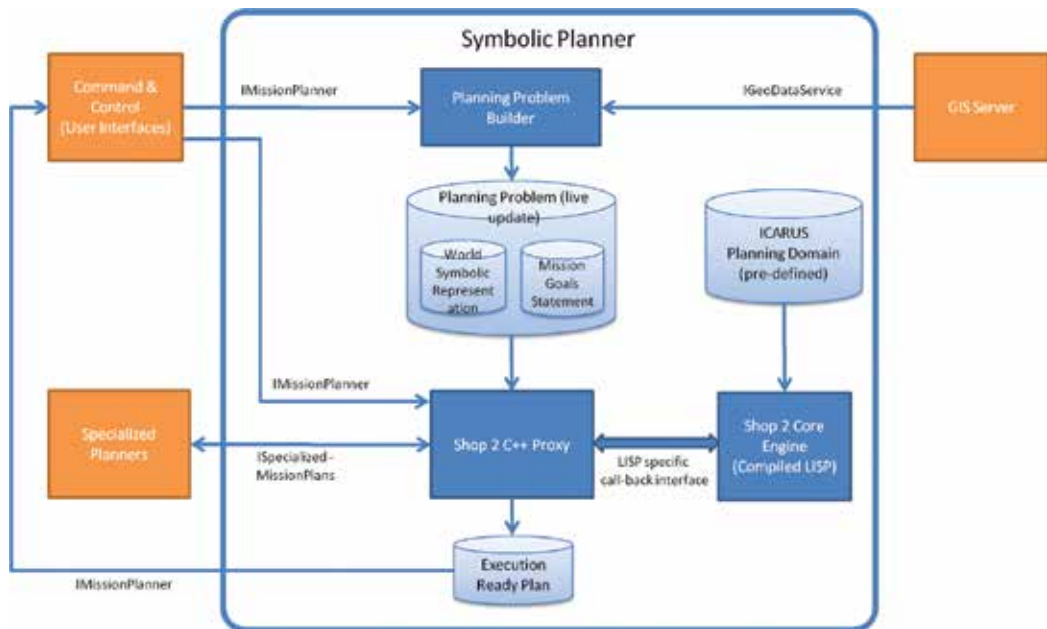 Symbolic Planner
Command &
Control
(User Interfaces)
IMissionPlanner
Planning Problem
Builder
IGeoDataService
GIS Server
Planning Problem (live
update)
World
Symbolic
Represent
ation
Mission
Goals
Statement
ICARUS
Planning Domain
(pre-defined)
IMissionPlanner
Specialized
Planners
ISpecialized-
MissionPlans
Shop 2 C++ Proxy
LISP specific
call-back interface
Shop 2 Core
Engine
(Compiled LISP)
IMissionPlanner
Execution
Ready Plan